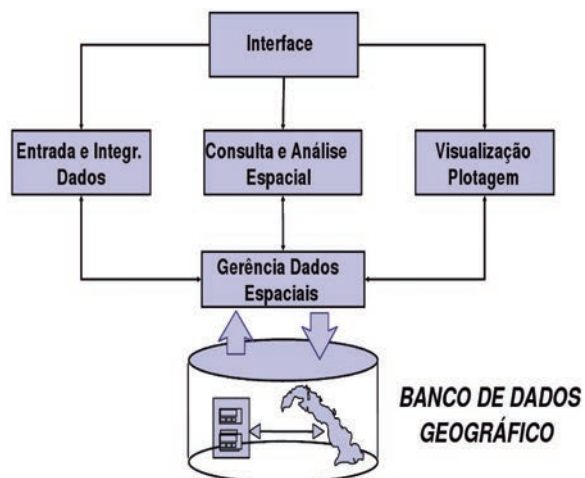 Interface
Entrada e Integr.
Dados
Consulta e Análise
Espacial
Visualização
Plotagem
Gerência Dados
Espaciais
BANCO DE DADOS
GEOGRÁFICO